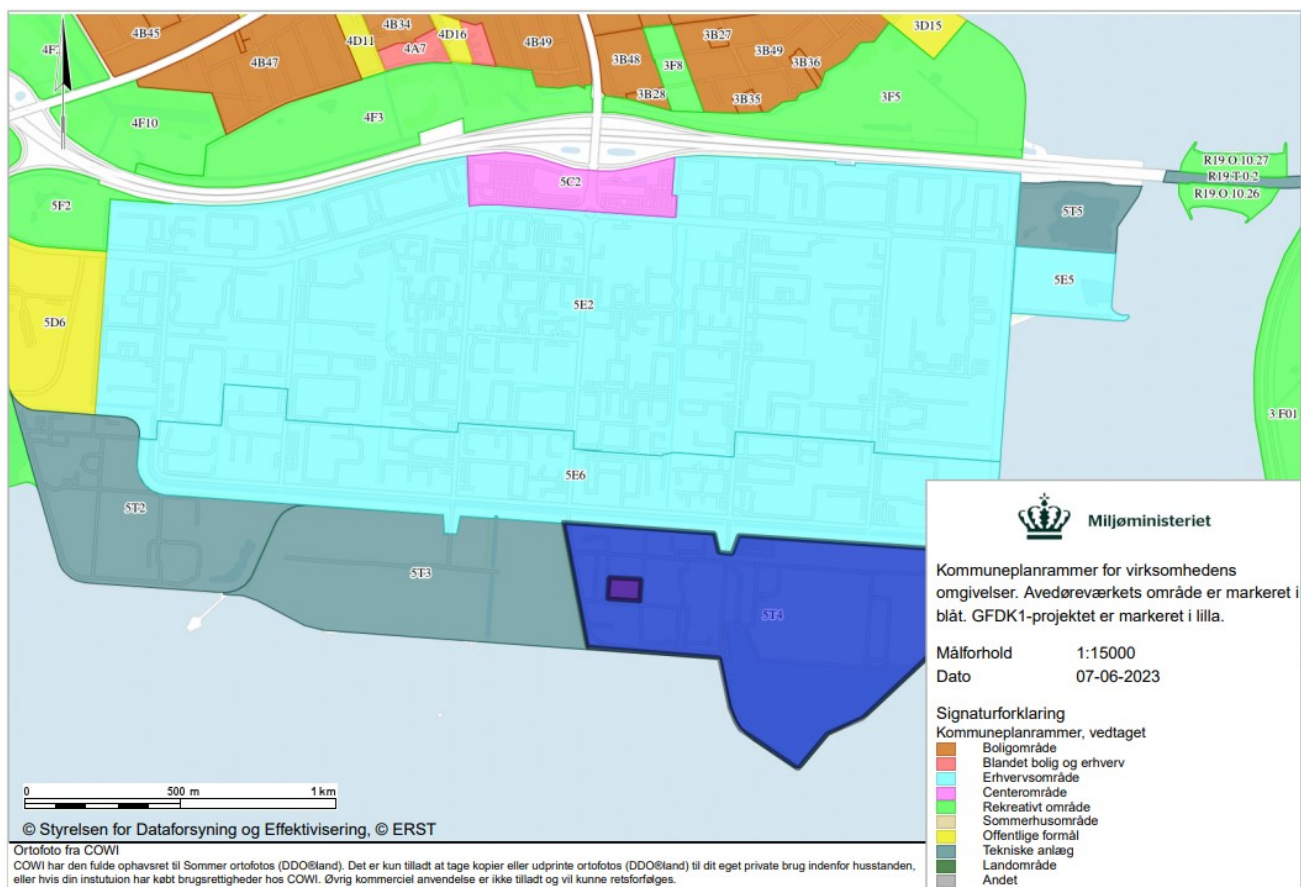 4B45
4B34
4D11
4D16
4A7
4B49
4B47
3B48
3F8
3B27
3B49
3B36
3D15
3B28
3B35
3F5
4F10
4F3
R19.O.10.27
R19.T.0.2
R19.O.10.26
5C2
5F2
5T5
5E5
5E2
5D6
3.F01
5E6
5T2
5T3
5T4
Miljøministeriet
Kommuneplanrammer for virksomhedens
omgivelser. Avedøreværkets område er markeret i
blåt. GFDK1-projektet er markeret i lilla.
Målforhold 1:15000
Dato 07-06-2023
Signaturforklaring
Kommuneplanrammer, vedtaget
Boligområde
Blandet bolig og erhverv
Erhvervsområde
Centerområde
Rekreativt område
Sommerhusområde
Offentlige formål
Tekniske anlæg
Landområde
Andet
0 500 m 1 km
© Styrelsen for Dataforsyning og Effektivisering, © ERST
Ortofoto fra COWI
COWI har den fulde ophavsret til Sommer ortofotos (DDO®land). Det er kun tilladt at tage kopier eller udprinte ortofotos (DDO®land) til dit eget private brug indenfor husstanden,
eller hvis din instutuion har købt brugsrettigheder hos COWI. Øvrig kommerciel anvendelse er ikke tilladt og vil kunne retsforfølges.